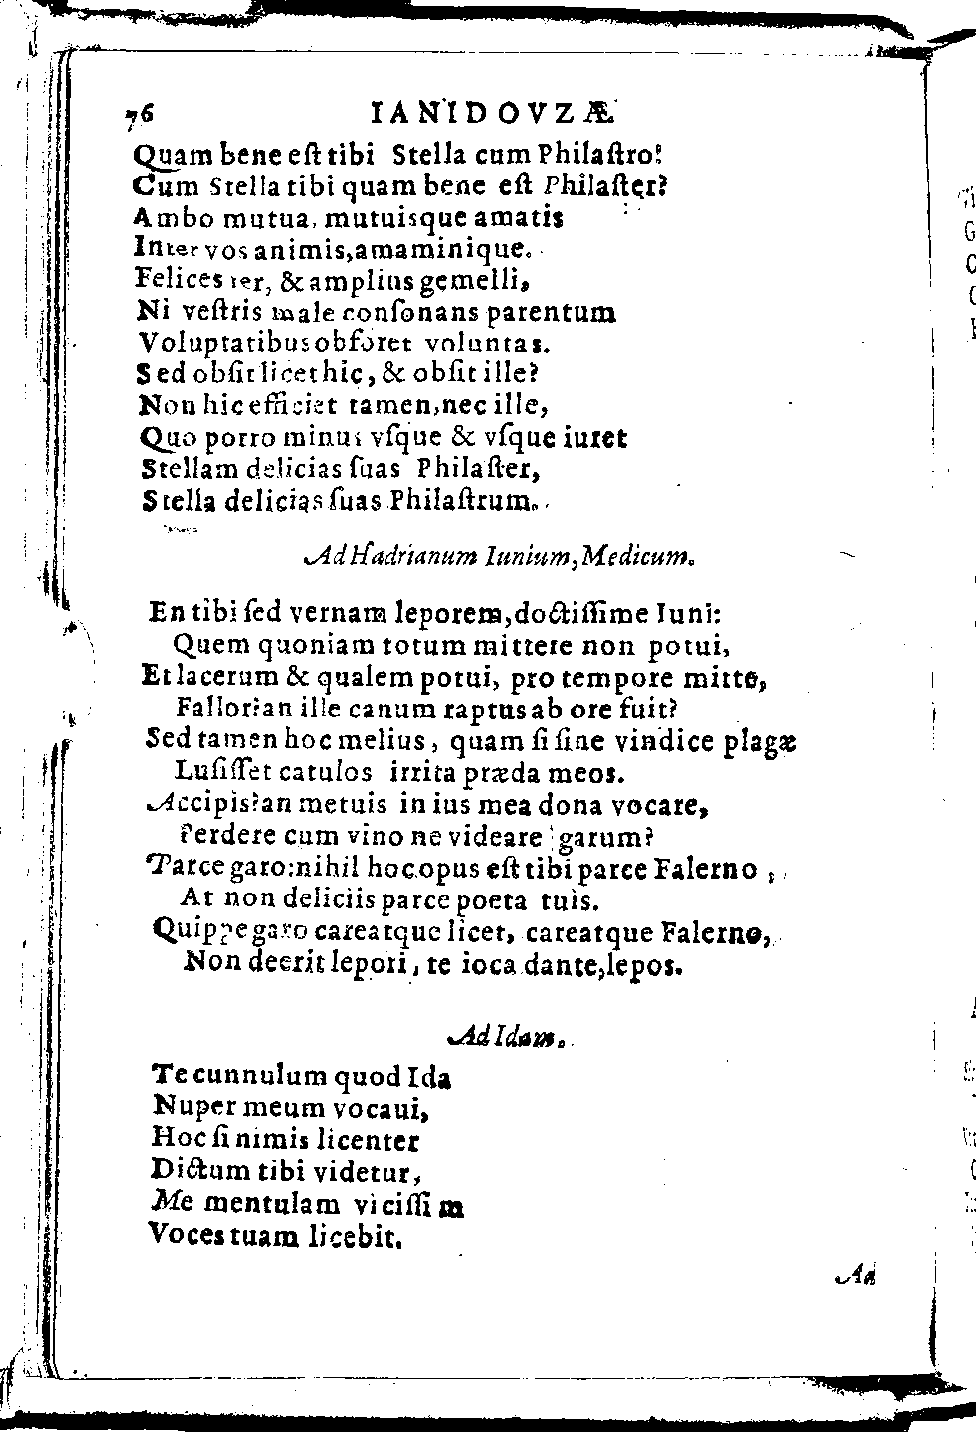 76 IANI DOVZÆ
Quam bene eſt tibi Stella cum Philaſtro!
Cum Stella tibi quam bene eſt Philaſter?
Ambo mutua, mutuisque amatis
Inter vos animis, amaminique.
Felices ter, & amplius gemelli,
Ni veſtris male conſonans parentum
Voluptatibus obforet voluntas.
Sed obſit licet hic, & obſit ille?
Non hic efficiet tamen, nec ille,
Quo porro minus vſque & vſque iuret
Stellam delicias ſuas Philaſter,
Stella delicias ſuas Philaſtrum.
Ad Hadrianum Iunium, Medicum.
En tibi ſed vernam leporem, doctiſſime Iuni:
Quem quoniam totum mittere non potui,
Et lacerum & qualem potui, pro tempore mitto,
Fallor? an ille canum raptus ab ore fuit?
Sed tamen hoc melius, quam ſi ſine vindice plagæ
Luſiſſet catulos irrita præda meos.
Accipis? an metuis in ius mea dona vocare,
Perdere cum vino ne videare garum?
Parce garo: nihil hoc opus eſt tibi parce Falerno,
At non deliciis parce poeta tuis.
Quippe garo careatque licet, careatque Falerno,
Non deerit lepori, te ioca dante, lepos.
Ad Idam.
Te cunnulum quod Ida
Nuper meum vocaui,
Hoc ſi nimis licenter
Dictum tibi videtur,
Me mentulam viciſſim
Voces tuam licebit.
Ad